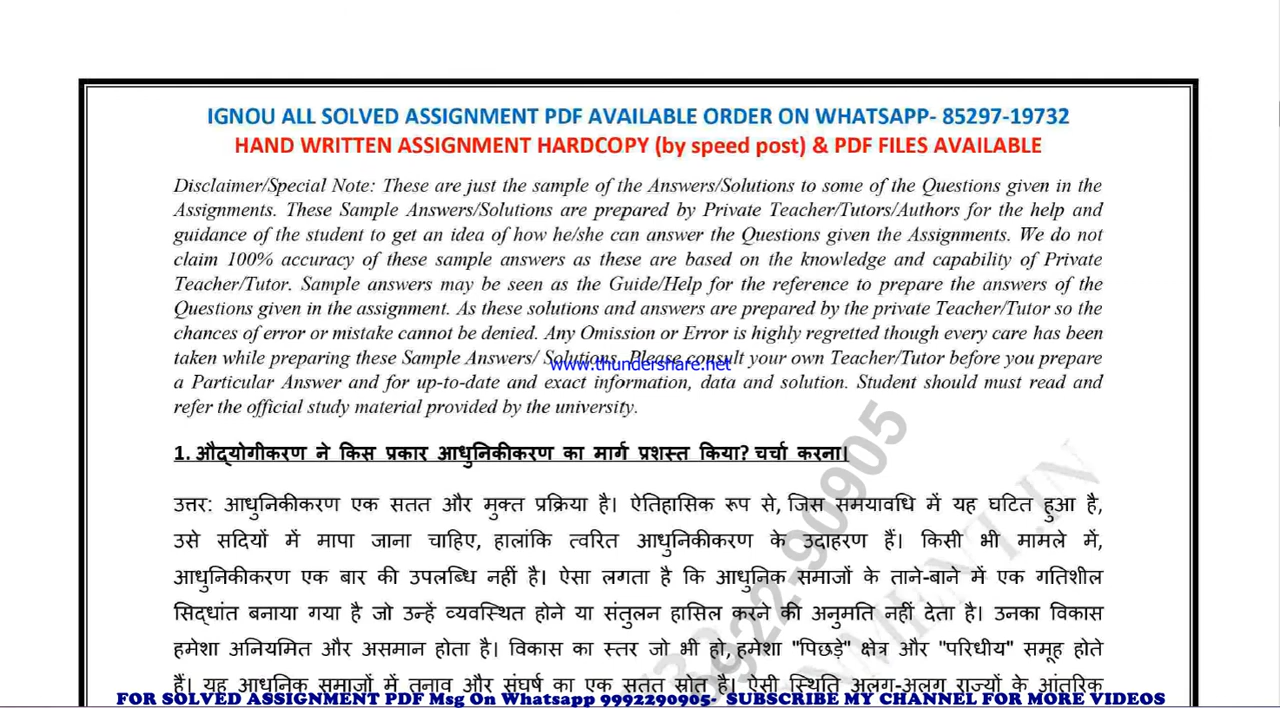 IGNOU ALL SOLVED ASSIGNMENT PDF AVAILABLE ORDER ON WHATSAPP- 85297-19732
HAND WRITTEN ASSIGNMENT HARDCOPY (by speed post) & PDF FILES AVAILABLE
Disclaimer/Special Note: These are just the sample of the Answers/Solutions to some of the Questions given in the
Assignments. These Sample Answers/Solutions are prepared by Private Teacher/Tutors/Authors for the help and
guidance of the student to get an idea of how he/she can answer the Questions given the Assignments. We do not
claim 100% accuracy of these sample answers as these are based on the knowledge and capability of Private
Teacher/Tutor. Sample answers may be seen as the Guide/Help for the reference to prepare the answers of the
Questions given in the assignment. As these solutions and answers are prepared by the private Teacher/Tutor so the
chances of error or mistake cannot be denied. Any Omission or Error is highly regretted though every care has been
taken while preparing these Sample Answers/ Solutions. Please consult your own Teacher/Tutor before you prepare
www.thundershare.net
a Particular Answer and for up-to-date and exact information, data and solution. Student should must read and
refer the official study material provided by the university.
1. औद्योगीकरण ने किस प्रकार आधुनिकीकरण का मार्ग प्रशस्त किया? चर्चा करना।
उत्तर: आधुनिकीकरण एक सतत और मुक्त प्रक्रिया है। ऐतिहासिक रूप से, जिस समयावधि में यह घटित हुआ है,
उसे सदियों में मापा जाना चाहिए, हालांकि त्वरित आधुनिकीकरण के उदाहरण हैं। किसी भी मामले में,
आधुनिकीकरण एक बार की उपलब्धि नहीं है। ऐसा लगता है कि आधुनिक समाजों के ताने-बाने में एक गतिशील
सिद्धांत बनाया गया है जो उन्हें व्यवस्थित होने या संतुलन हासिल करने की अनुमति नहीं देता है। उनका विकास
हमेशा अनियमित और असमान होता है। विकास का स्तर जो भी हो, हमेशा "पिछड़े" क्षेत्र और "परिधीय" समूह होते
हैं। यह आधुनिक समाजों में तनाव और संघर्ष का एक सतत स्रोत है। ऐसी स्थिति अलग-अलग राज्यों के आंतरिक
FOR SOLVED ASSIGNMENT PDF Msg On Whatsapp 9992290905- SUBSCRIBE MY CHANNEL FOR MORE VIDEOS